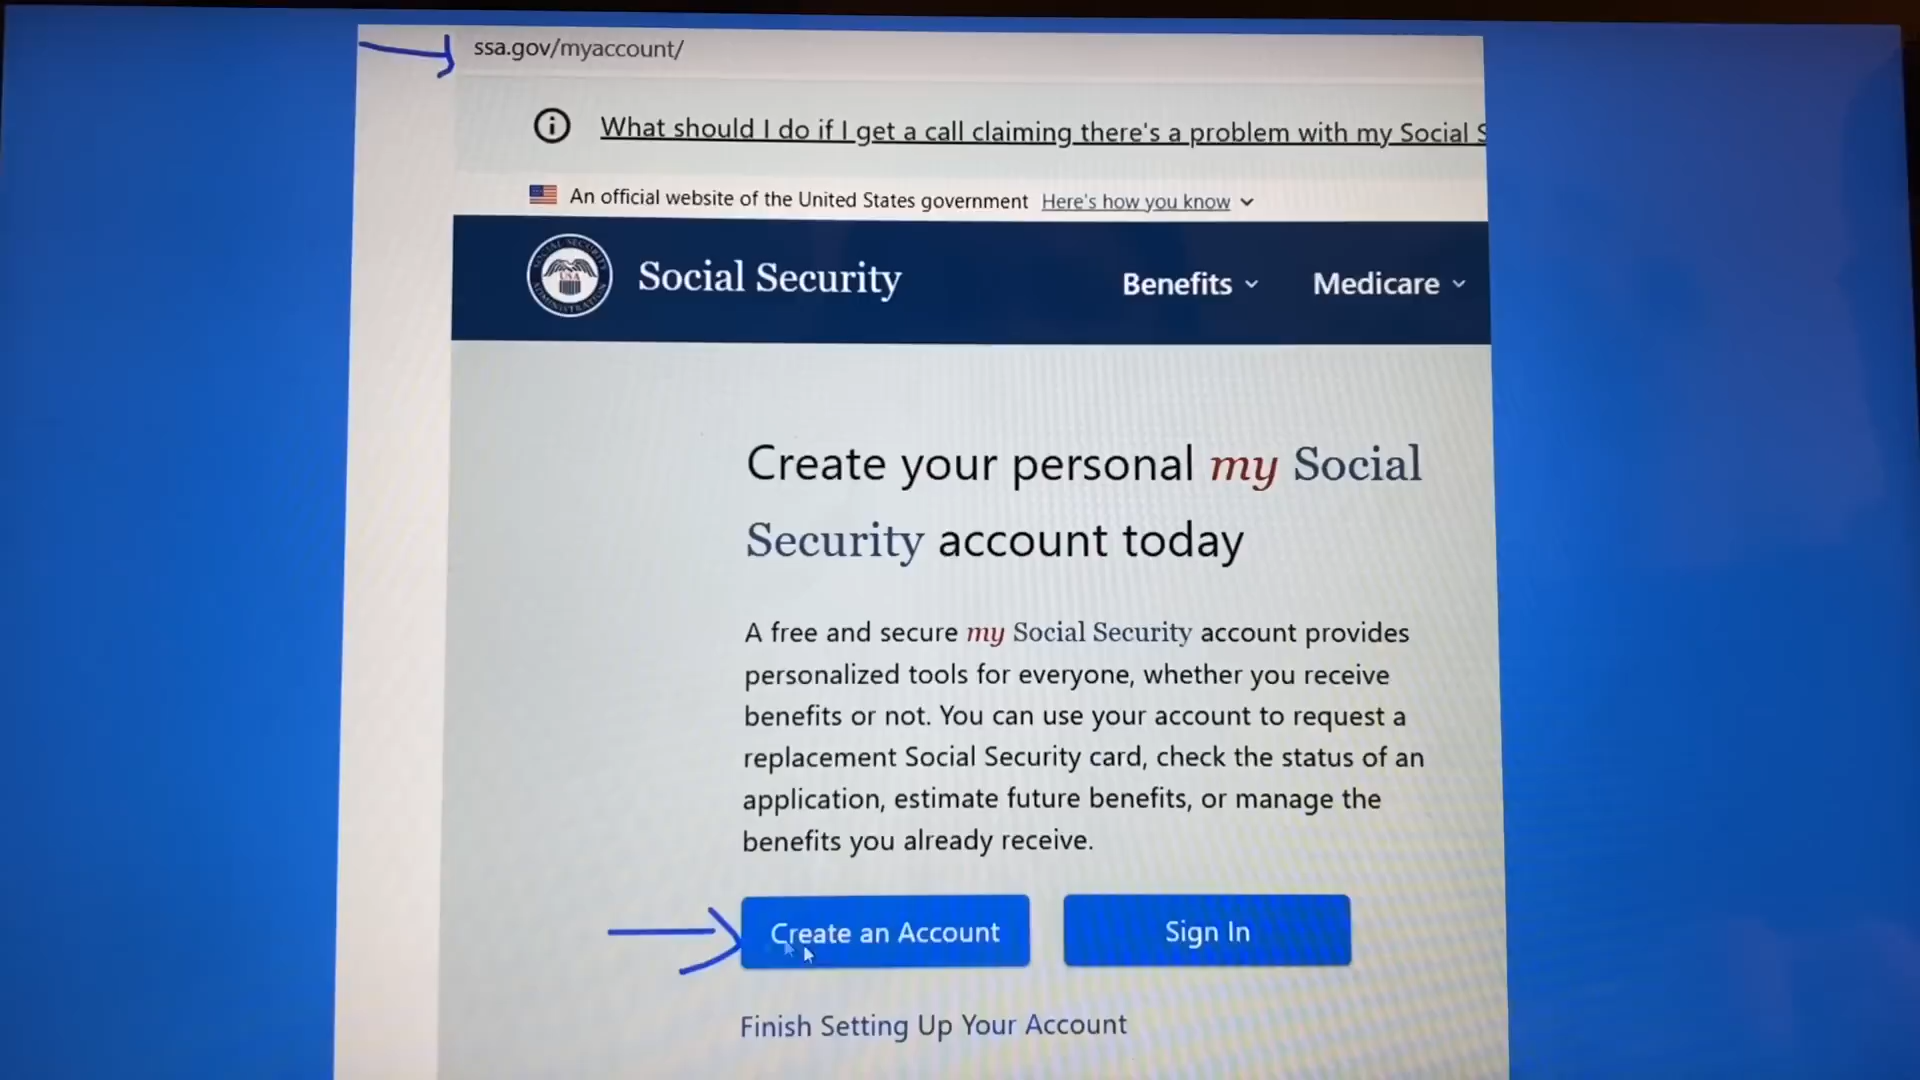 ssa.gov/myaccount/
What should I do if I get a call claiming there's a problem with my Social S
An official website of the United States government Here's how you know
Social Security Benefits Medicare
SOCIAL SECURITY ADMINISTRATION
USA
Create your personal my Social
Security account today
A free and secure my Social Security account provides
personalized tools for everyone, whether you receive
benefits or not. You can use your account to request a
replacement Social Security card, check the status of an
application, estimate future benefits, or manage the
benefits you already receive.
Create an Account Sign In
Finish Setting Up Your Account